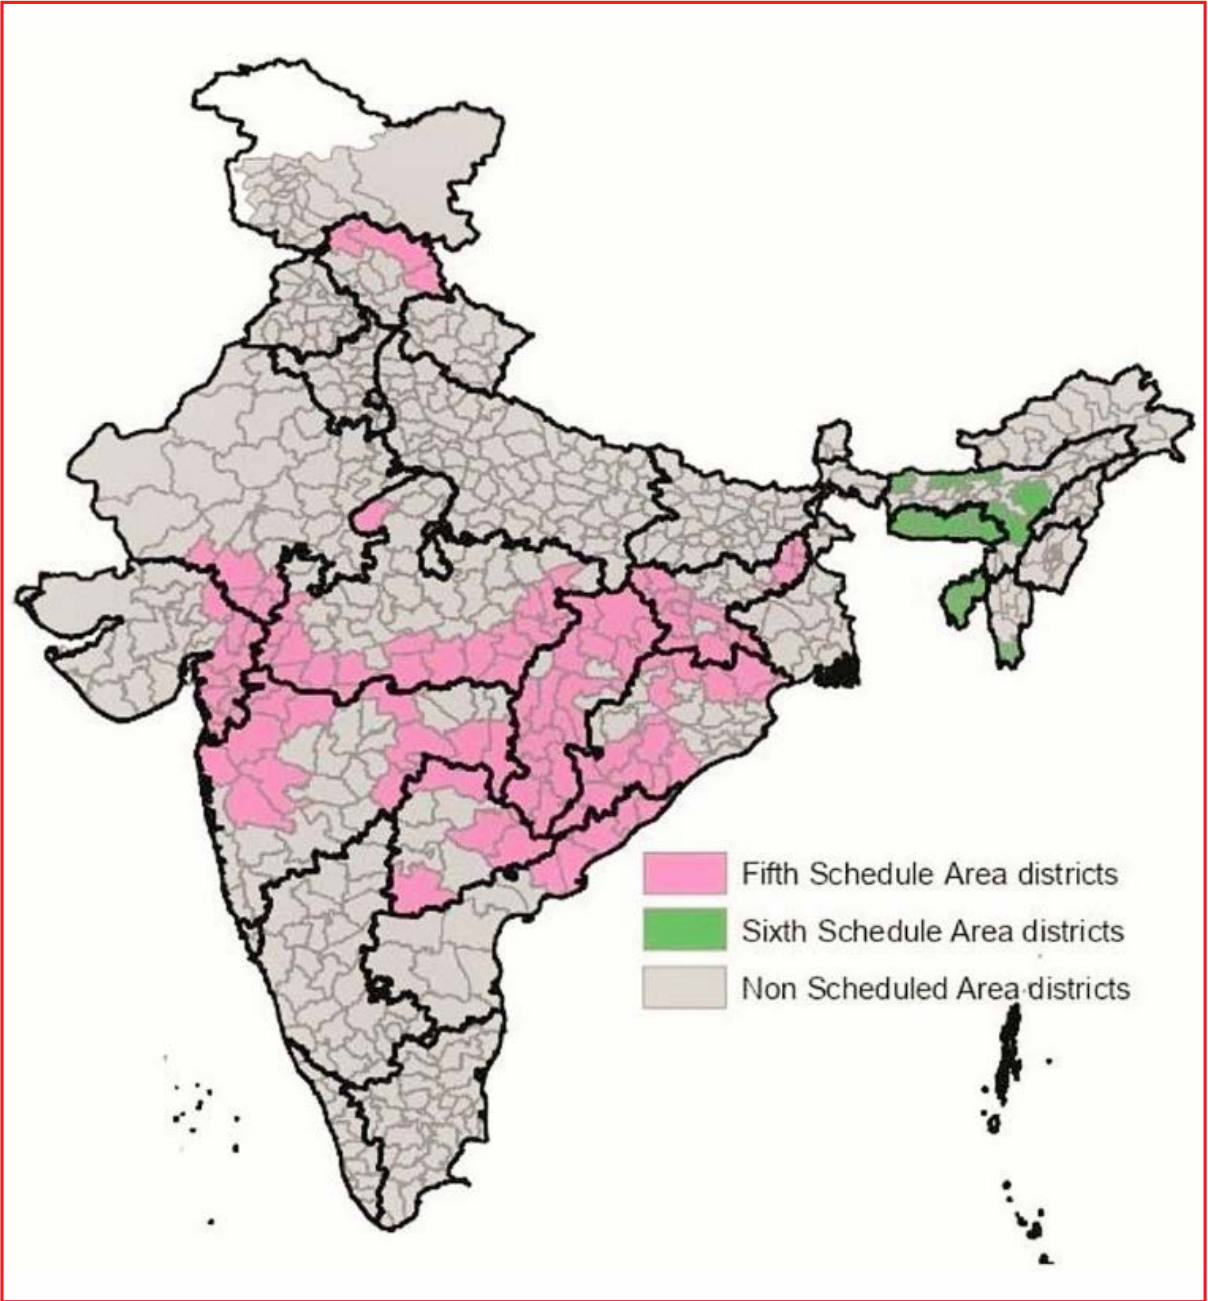 Fifth Schedule Area districts
Sixth Schedule Area districts
Non Scheduled Area districts